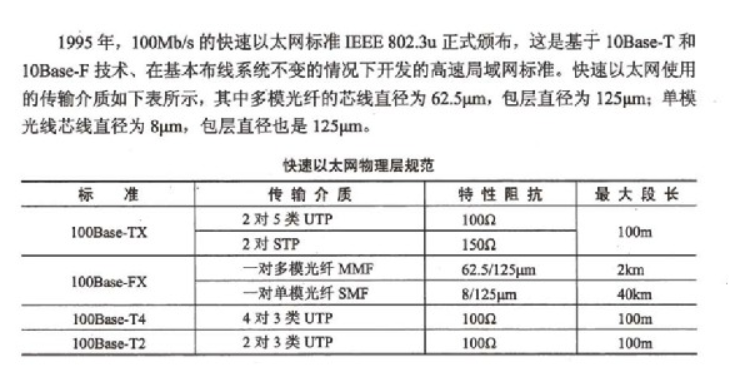 1995 年，100Mb/s 的快速以太网标准 IEEE 802.3u 正式颁布，这是基于 10Base-T 和
10Base-F 技术、在基本布线系统不变的情况下开发的高速局域网标准。快速以太网使用
的传输介质如下表所示，其中多模光纤的芯线直径为 62.5μm，包层直径为 125μm；单模
光线芯线直径为 8μm，包层直径也是 125μm。
快速以太网物理层规范
标 准 传 输 介 质 特 性 阻 抗 最 大 段 长
100Base-TX 2 对 5 类 UTP 100Ω 100m
2 对 STP 150Ω
100Base-FX 一对多模光纤 MMF 62.5/125μm 2km
一对单模光纤 SMF 8/125μm 40km
100Base-T4 4 对 3 类 UTP 100Ω 100m
100Base-T2 2 对 3 类 UTP 100Ω 100m